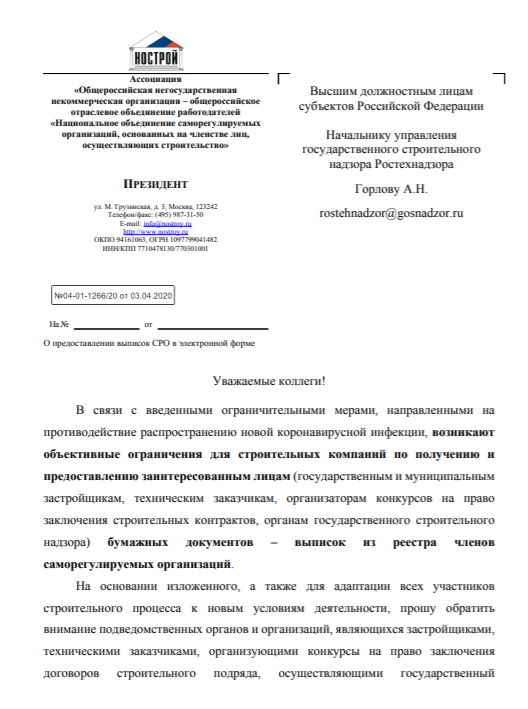 НОСТРОЙ
Ассоциация
«Общероссийская негосударственная
некоммерческая организация – общероссийское
отраслевое объединение работодателей
«Национальное объединение саморегулируемых
организаций, основанных на членстве лиц,
осуществляющих строительство»
ПРЕЗИДЕНТ
ул. М. Грузинская, д. 3, Москва, 123242
Телефон/факс: (495) 987-31-50
E-mail: info@nostroy.ru
http://www.nostroy.ru
ОКПО 94161063, ОГРН 1097799041482
ИНН/КПП 7710478130/770301001
№04-01-1266/20 от 03.04.2020
На № от
О предоставлении выписок СРО в электронной форме
Высшим должностным лицам
субъектов Российской Федерации
Начальнику управления
государственного строительного
надзора Ростехнадзора
Горлову А.Н.
rostehnadzor@gosnadzor.ru
Уважаемые коллеги!
В связи с введенными ограничительными мерами, направленными на
противодействие распространению новой коронавирусной инфекции, возникают
объективные ограничения для строительных компаний по получению и
предоставлению заинтересованным лицам (государственным и муниципальным
застройщикам, техническим заказчикам, организаторам конкурсов на право
заключения строительных контрактов, органам государственного строительного
надзора) бумажных документов – выписок из реестра членов
саморегулируемых организаций.
На основании изложенного, а также для адаптации всех участников
строительного процесса к новым условиям деятельности, прошу обратить
внимание подведомственных органов и организаций, являющихся застройщиками,
техническими заказчиками, организующими конкурсы на право заключения
договоров строительного подряда, осуществляющими государственный